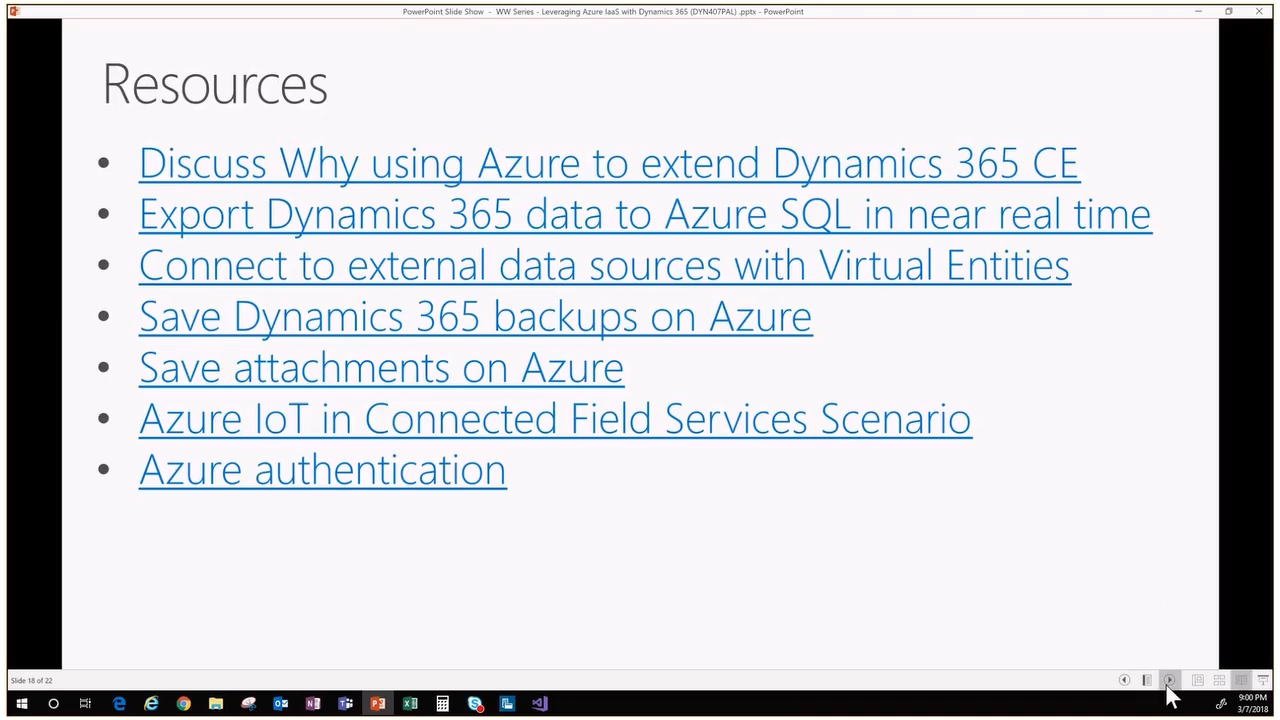 PowerPoint Slide Show - WW Series - Leveraging Azure IaaS with Dynamics 365 (DYN407PAL) .pptx - PowerPoint
Resources
• Discuss Why using Azure to extend Dynamics 365 CE
• Export Dynamics 365 data to Azure SQL in near real time
• Connect to external data sources with Virtual Entities
• Save Dynamics 365 backups on Azure
• Save attachments on Azure
• Azure IoT in Connected Field Services Scenario
• Azure authentication
Slide 18 of 22
9:00 PM
3/7/2018